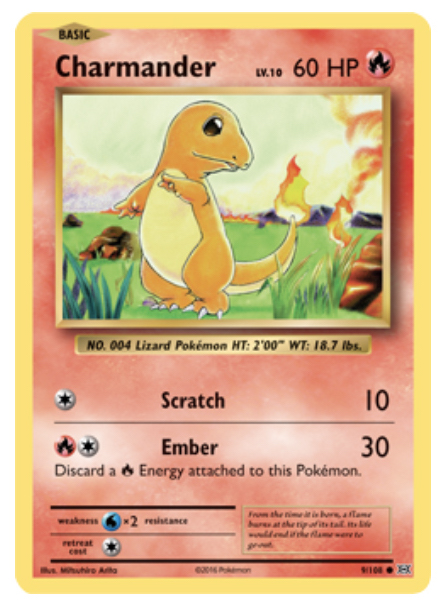 BASIC
Charmander LV.10 60 HP
NO. 004 Lizard Pokémon HT: 2'00" WT: 18.7 lbs.
Scratch 10
Ember 30
Discard a Energy attached to this Pokémon.
weakness ×2 resistance
retreat
cost
From the time it is born, a flame
burns at the tip of its tail. Its life
would end if the flame were to
go out.
Illus. Mitsuhiro Arita ©2016 Pokémon 9/108